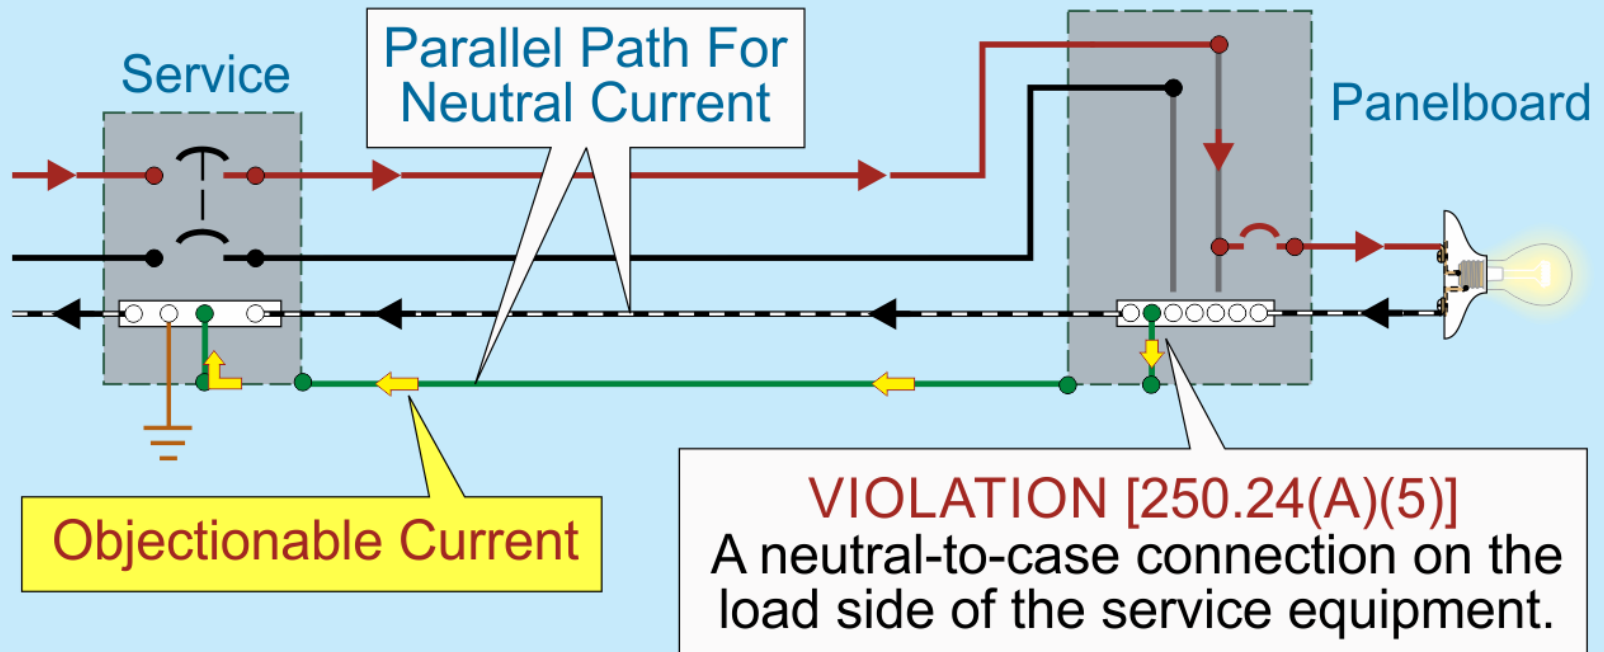 Service
Parallel Path For
Neutral Current
Panelboard
Objectionable Current
VIOLATION [250.24(A)(5)]
A neutral-to-case connection on the
load side of the service equipment.